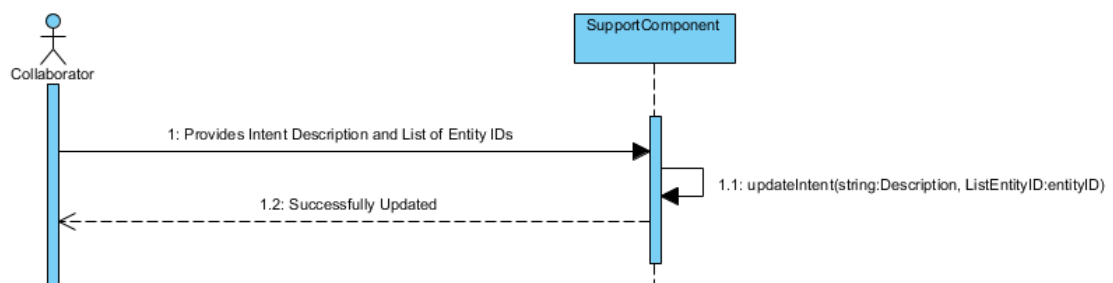 SupportComponent
Collaborator
1: Provides Intent Description and List of Entity IDs
1.1: updateIntent(string:Description, ListEntityID:entityID)
1.2: Successfully Updated